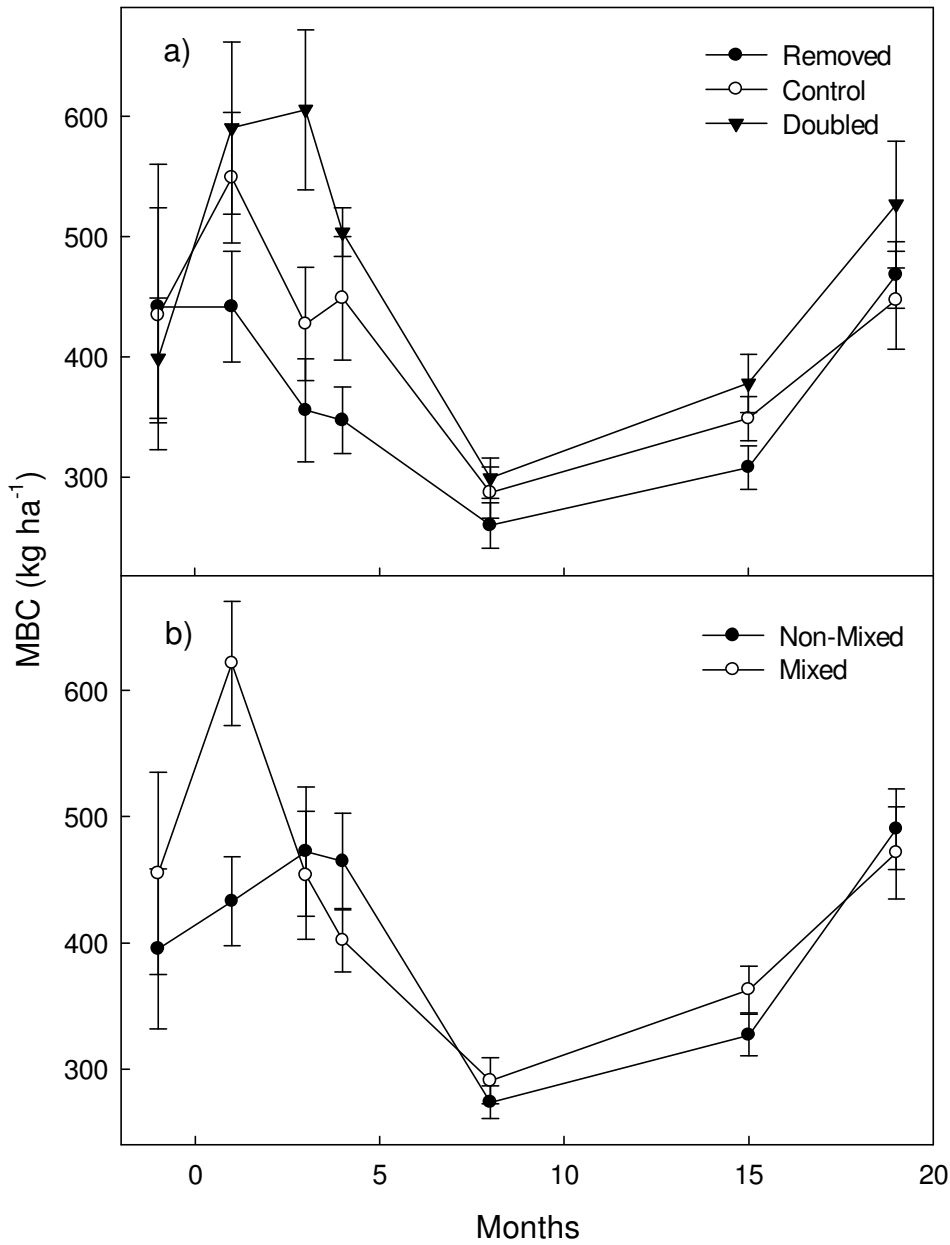 a)
Removed
Control
Doubled
600
500
400
300
MBC (kg ha⁻¹)
b)
Non-Mixed
Mixed
600
500
400
300
0 5 10 15 20
Months